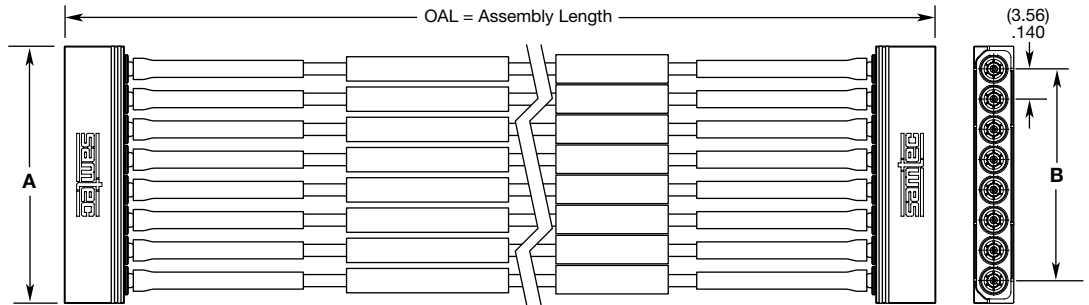 OAL = Assembly Length
(3.56)
.140
A
samtec
samtec
B